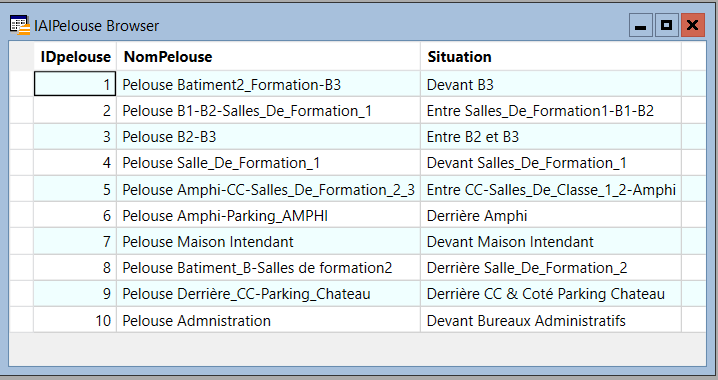 IAIPelouse Browser
IDpelouse NomPelouse Situation
1 Pelouse Batiment2_Formation-B3 Devant B3
2 Pelouse B1-B2-Salles_De_Formation_1 Entre Salles_De_Formation1-B1-B2
3 Pelouse B2-B3 Entre B2 et B3
4 Pelouse Salle_De_Formation_1 Devant Salles_De_Formation_1
5 Pelouse Amphi-CC-Salles_De_Formation_2_3 Entre CC-Salles_De_Classe_1_2-Amphi
6 Pelouse Amphi-Parking_AMPHI Derrière Amphi
7 Pelouse Maison Intendant Devant Maison Intendant
8 Pelouse Batiment_B-Salles de formation2 Derrière Salle_De_Formation_2
9 Pelouse Derrière_CC-Parking_Chateau Derrière CC & Coté Parking Chateau
10 Pelouse Admnistration Devant Bureaux Administratifs